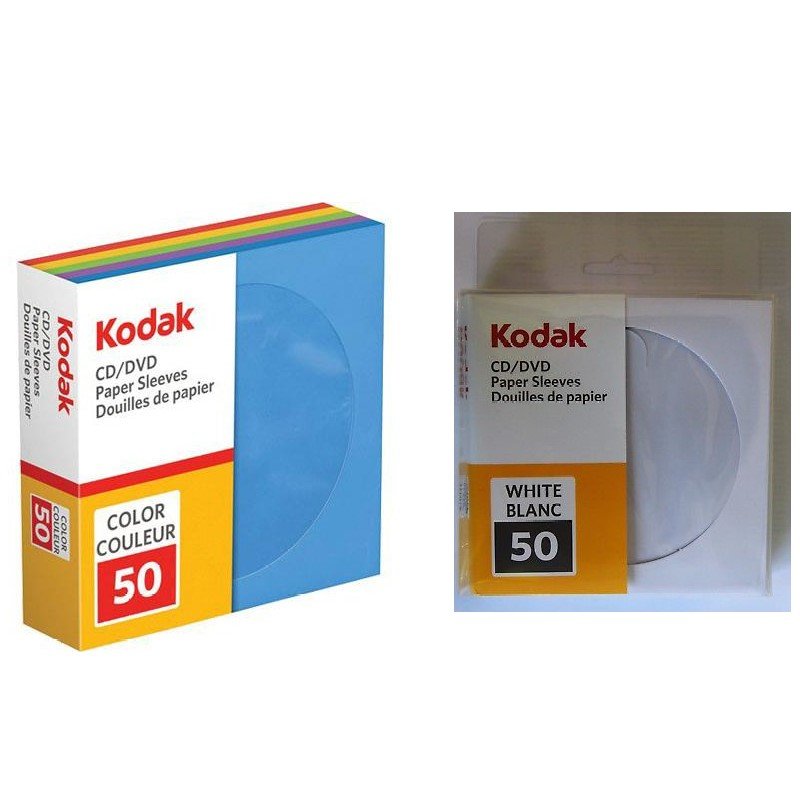 Kodak
CD/DVD
Paper Sleeves
Douilles de papier
COLOR
COULEUR
50
Kodak
CD/DVD
Paper Sleeves
Douilles de papier
COLOR
COULEUR
50
Kodak
CD/DVD
Paper Sleeves
Douilles de papier
WHITE
BLANC
50